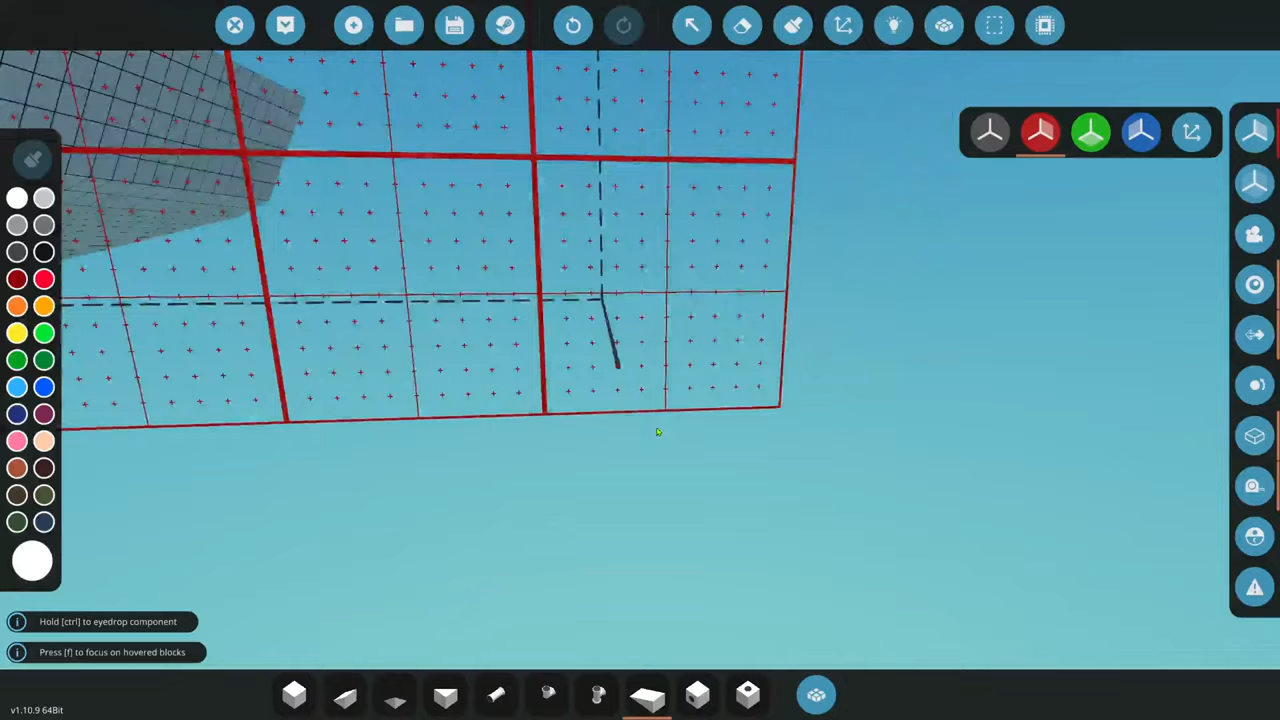 Hold [ctrl] to eyedrop component
Press [f] to focus on hovered blocks
v1.10.9 64Bit